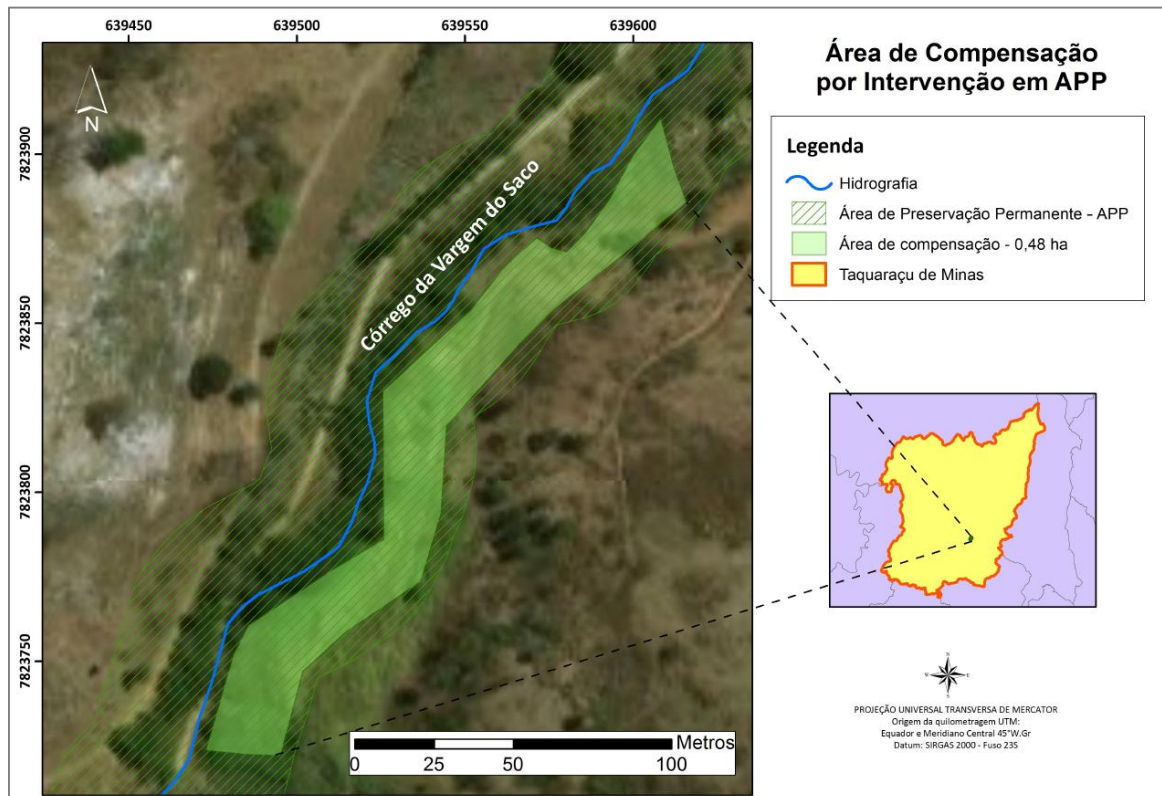 639450
639500
639550
639600
7823900
7823850
7823800
7823750
N
Córrego da Vargem do Saco
Metros
0
25
50
100
Área de Compensação
por Intervenção em APP
Legenda
Hidrografia
Área de Preservação Permanente - APP
Área de compensação - 0,48 ha
Taquaraçu de Minas
PROJEÇÃO UNIVERSAL TRANSVERSA DE MERCATOR
Origem da quilometragem UTM:
Equador e Meridiano Central 45°W.Gr
Datum: SIRGAS 2000 - Fuso 23S